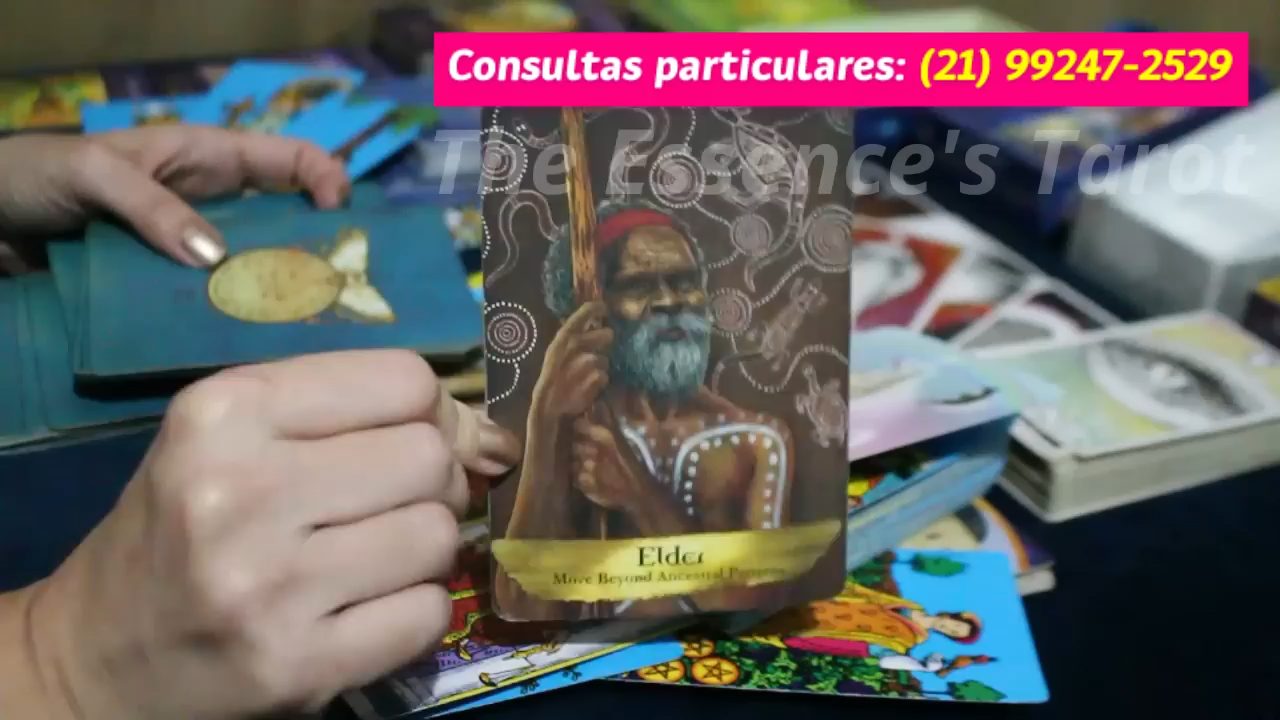 Consultas particulares: (21) 99247-2529
The Essence's Tarot
Elder
Move Beyond Ancestral Patterns